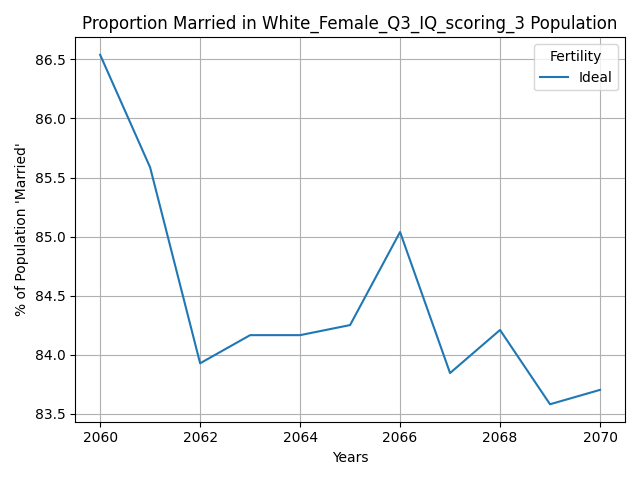 Proportion Married in White_Female_Q3_IQ_scoring_3 Population
Fertility
Ideal
% of Population 'Married'
86.5
86.0
85.5
85.0
84.5
84.0
83.5
2060 2062 2064 2066 2068 2070
Years